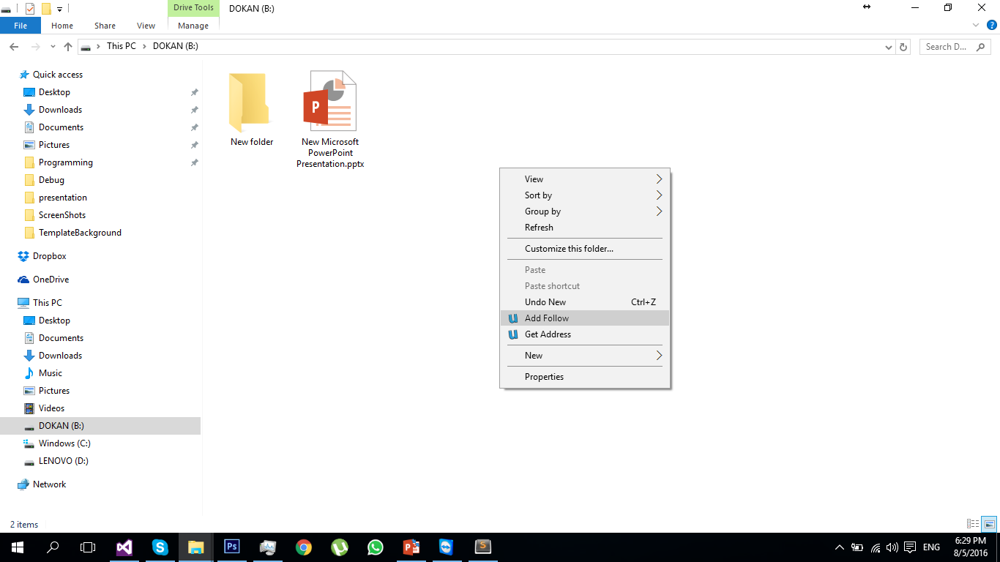 Drive Tools
DOKAN (B:)
File
Home
Share
View
Manage
This PC
DOKAN (B:)
Search D...
Quick access
Desktop
Downloads
Documents
Pictures
Programming
Debug
presentation
ScreenShots
TemplateBackground
Dropbox
OneDrive
This PC
Desktop
Documents
Downloads
Music
Pictures
Videos
DOKAN (B:)
Windows (C:)
LENOVO (D:)
Network
New folder
P
New Microsoft
PowerPoint
Presentation.pptx
View
Sort by
Group by
Refresh
Customize this folder...
Paste
Paste shortcut
Undo New Ctrl+Z
Add Follow
Get Address
New
Properties
2 items
Ps
ENG
6:29 PM
8/5/2016